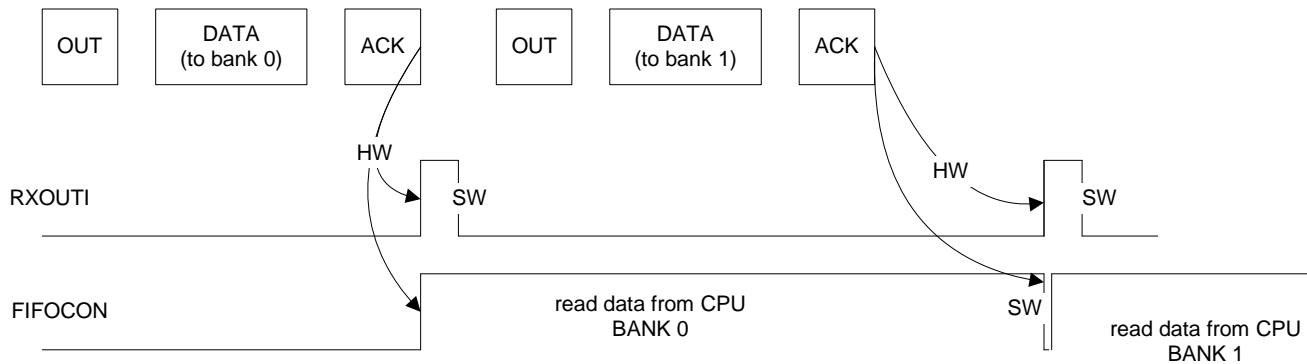 OUT
DATA
(to bank 0)
ACK
OUT
DATA
(to bank 1)
ACK
HW
HW
RXOUTI
SW
SW
FIFOCON
read data from CPU
BANK 0
SW
read data from CPU
BANK 1